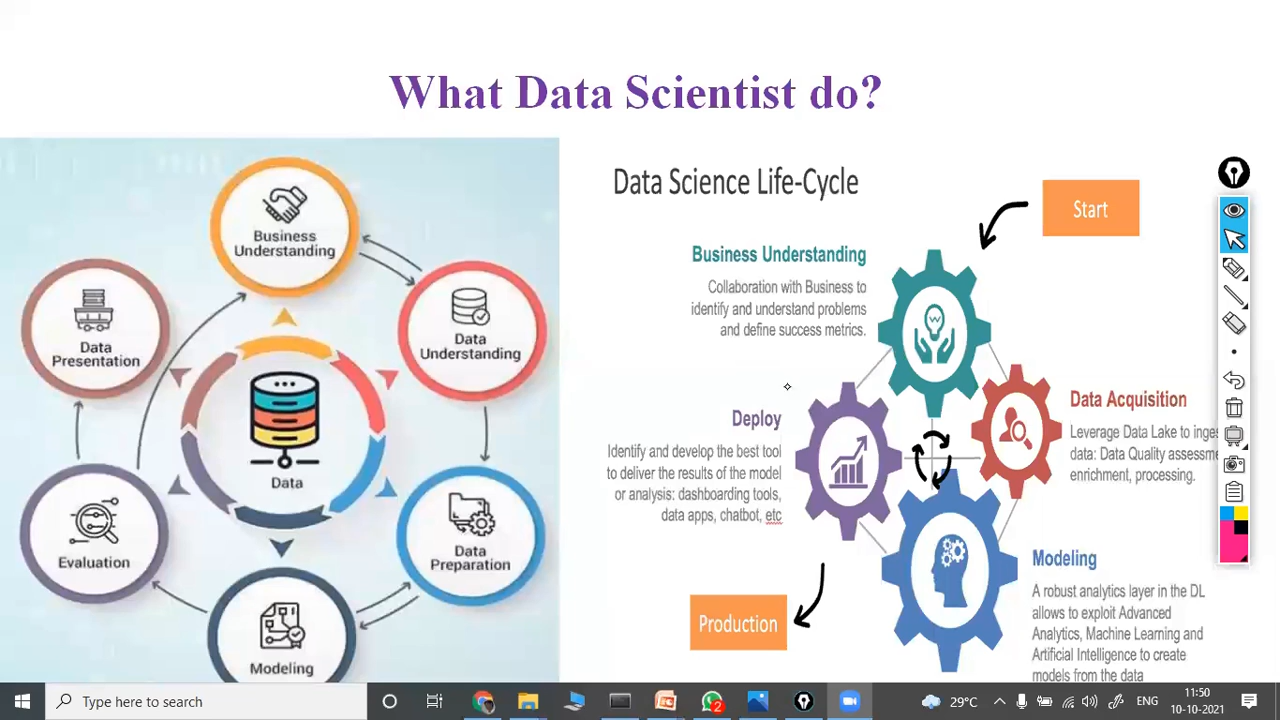 What Data Scientist do?
Business
Understanding
Data
Understanding
Data
Preparation
Modeling
Evaluation
Data
Presentation
Data
Data Science Life-Cycle
Start
Business Understanding
Collaboration with Business to
identify and understand problems
and define success metrics.
Data Acquisition
Leverage Data Lake to
data: Data Quality
enrichment, processing.
Deploy
Identify and develop the best tool
to deliver the results of the model
or analysis: dashboarding tools,
data apps, chatbot, etc
Modeling
A robust analytics layer in the DL
allows to exploit Advanced
Analytics, Machine Learning and
Artificial Intelligence to create
models from the data
Production
Type here to search
2
29°C
ENG
11:50
10-10-2021